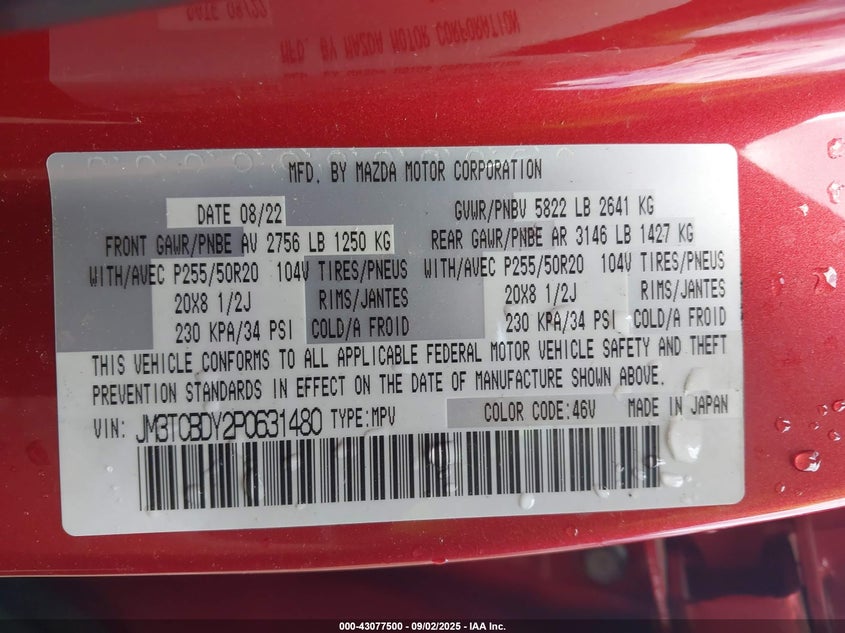 MFD. BY MAZDA MOTOR CORPORATION
DATE 08/22 GVWR/PNBV 5822 LB 2641 KG
FRONT GAWR/PNBE AV 2756 LB 1250 KG REAR GAWR/PNBE AR 3146 LB 1427 KG
WITH/AVEC P255/50R20 104V TIRES/PNEUS WITH/AVEC P255/50R20 104V TIRES/PNEUS
20X8 1/2J RIMS/JANTES 20X8 1/2J RIMS/JANTES
230 KPA/34 PSI COLD/A FROID 230 KPA/34 PSI COLD/A FROID
THIS VEHICLE CONFORMS TO ALL APPLICABLE FEDERAL MOTOR VEHICLE SAFETY AND THEFT
PREVENTION STANDARDS IN EFFECT ON THE DATE OF MANUFACTURE SHOWN ABOVE.
VIN: JM3TCBDY2P0631480 TYPE:MPV COLOR CODE:46V MADE IN JAPAN
000-43077500 - 09/02/2025 - IAA Inc.